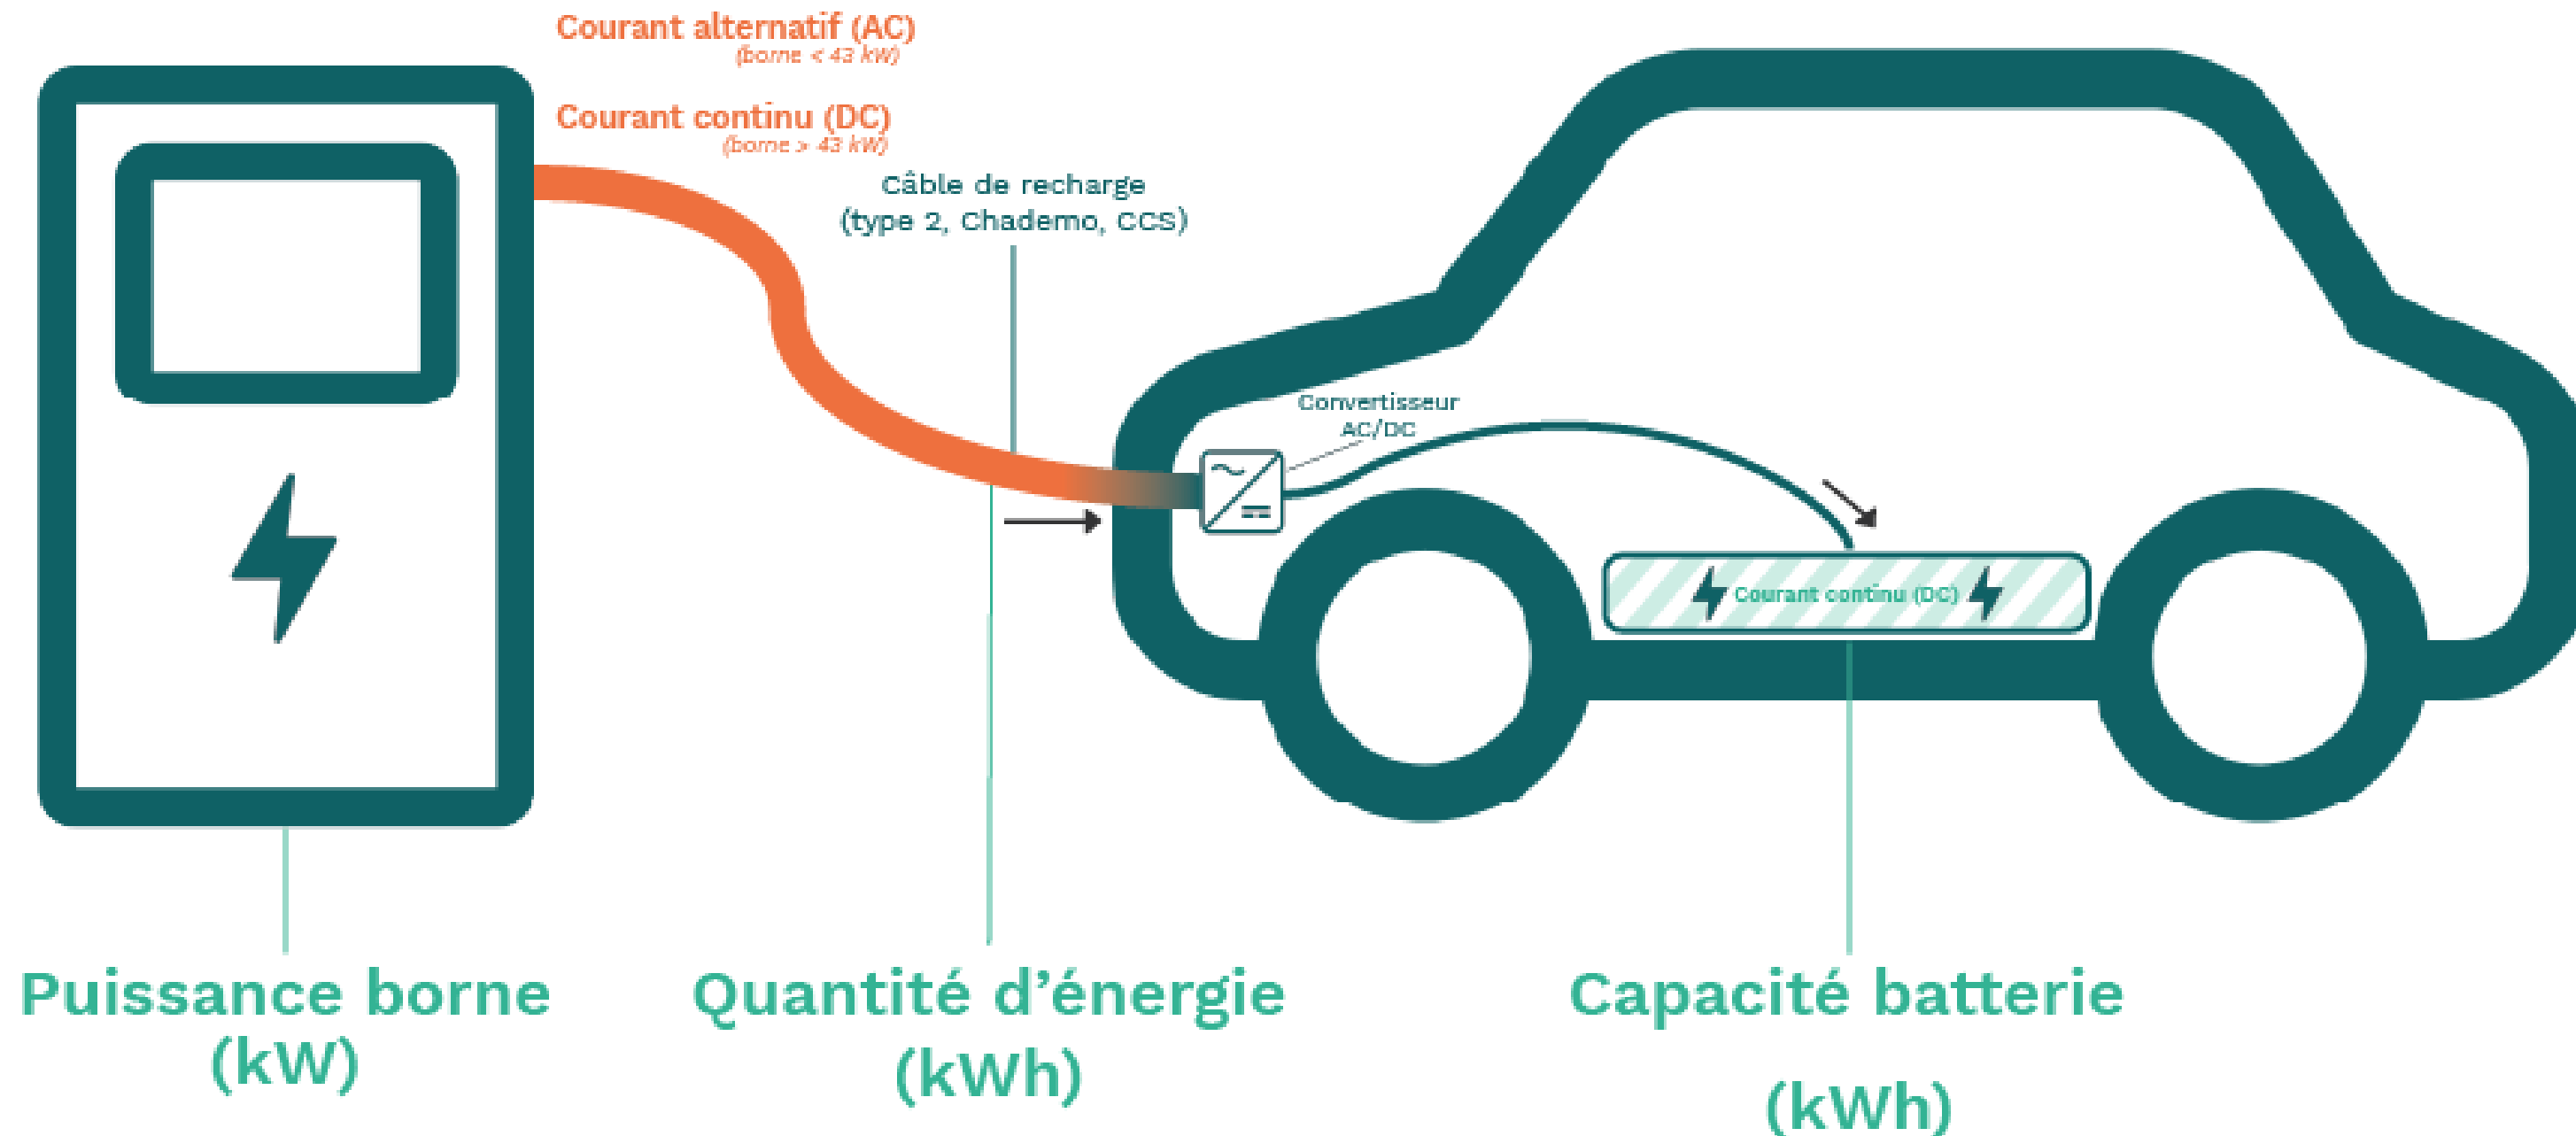 Courant alternatif (AC)
(borne < 43 kW)
Courant continu (DC)
(borne > 43 kW)
Câble de recharge
(type 2, Chademo, CCS)
Convertisseur
AC/DC
Courant continu (DC)
Puissance borne
(kW)
Quantité d’énergie
(kWh)
Capacité batterie
(kWh)